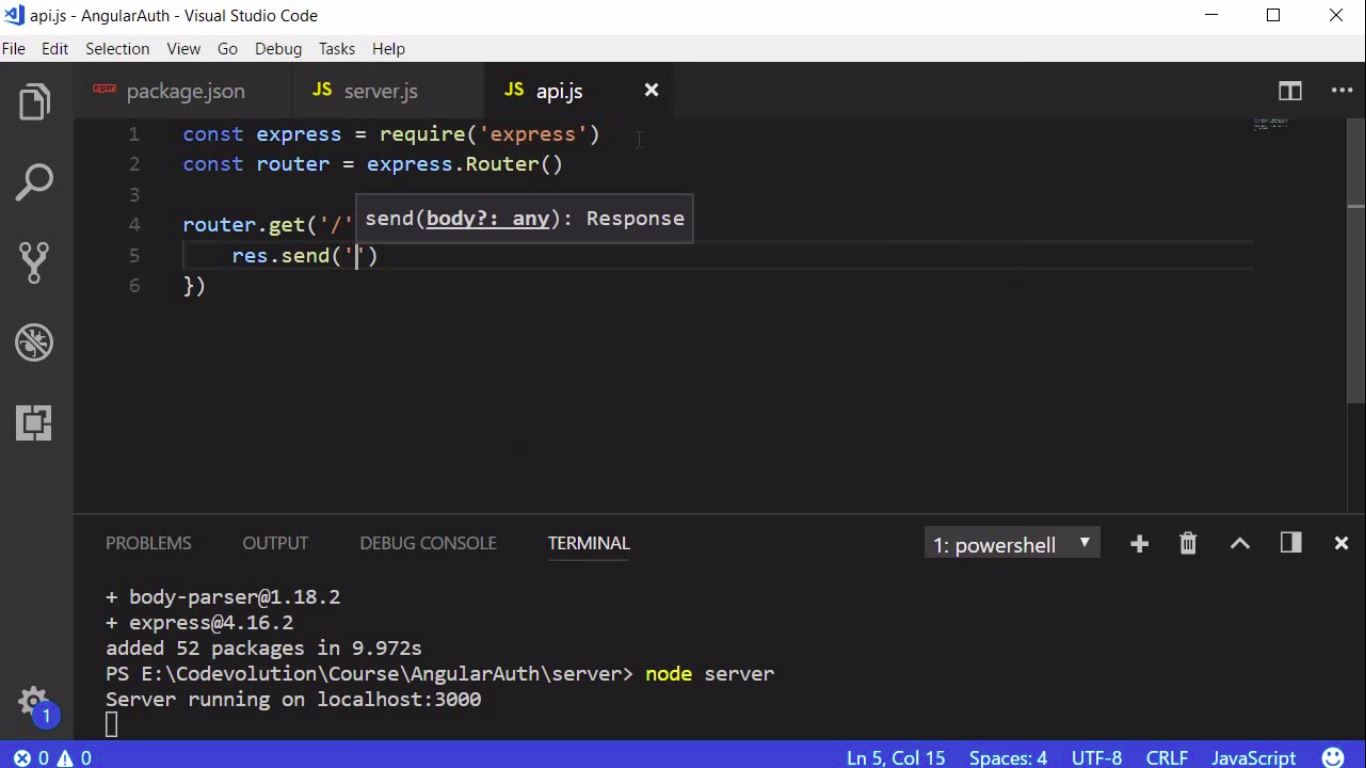 api.js - AngularAuth - Visual Studio Code
File Edit Selection View Go Debug Tasks Help
npm package.json JS server.js JS api.js
1 const express = require('express')
2 const router = express.Router()
3
send(body?: any): Response
4 router.get('/'
5 res.send('')
6 })
PROBLEMS OUTPUT DEBUG CONSOLE TERMINAL 1: powershell
+ body-parser@1.18.2
+ express@4.16.2
added 52 packages in 9.972s
PS E:\Codevolution\Course\AngularAuth\server> node server
Server running on localhost:3000
1
0 0 Ln 5, Col 15 Spaces: 4 UTF-8 CRLF JavaScript